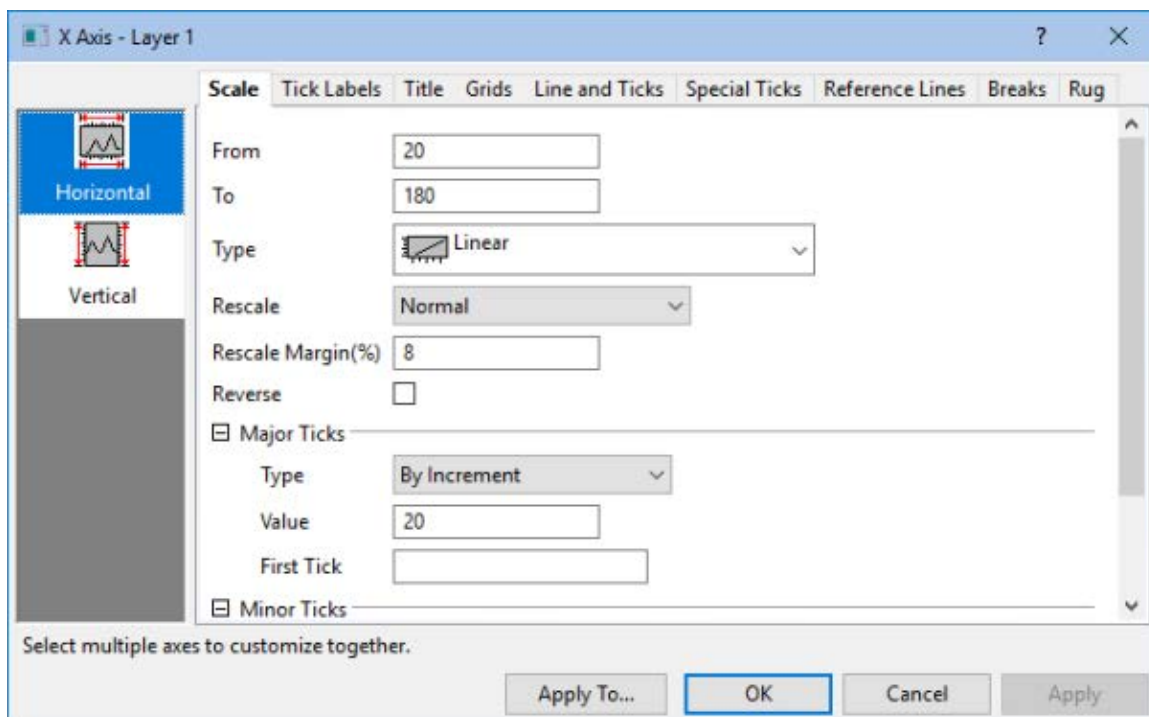 X Axis - Layer 1 ?
Scale Tick Labels Title Grids Line and Ticks Special Ticks Reference Lines Breaks Rug
Horizontal
Vertical
From 20
To 180
Type Linear
Rescale Normal
Rescale Margin(%) 8
Reverse
Major Ticks
Type By Increment
Value 20
First Tick
Minor Ticks
Select multiple axes to customize together.
Apply To... OK Cancel Apply